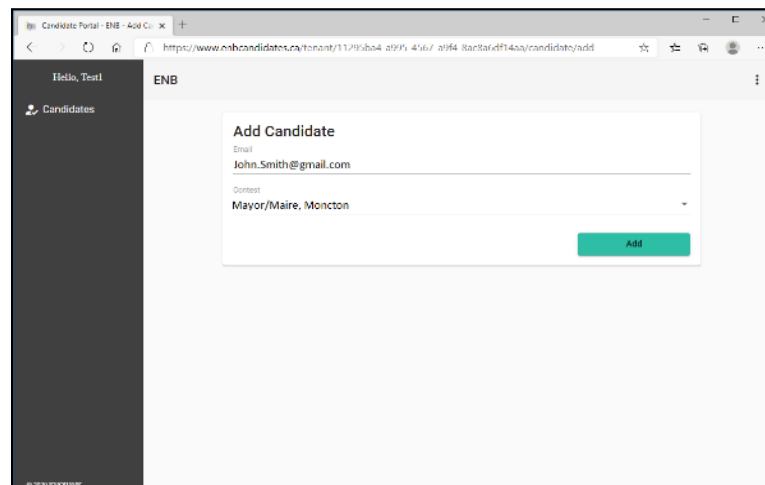 Candidate Portal - ENB - Add Ca
https://www.enbcandidates.ca/tenant/11295ba4-a995-4567-a9f4-8ac8a6df14aa/candidate/add
Hello, Test1
ENB
Candidates
Add Candidate
Email
John.Smith@gmail.com
Contest
Mayor/Maire, Moncton
Add